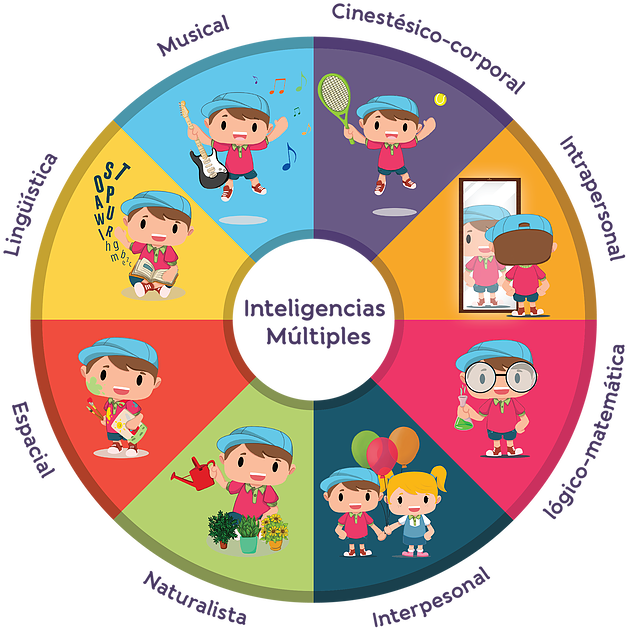 Musical
Cinestésico-corporal
Lingüística
Intrapersonal
Inteligencias
Múltiples
Espacial
lógico-matemática
Naturalista
Interpesonal